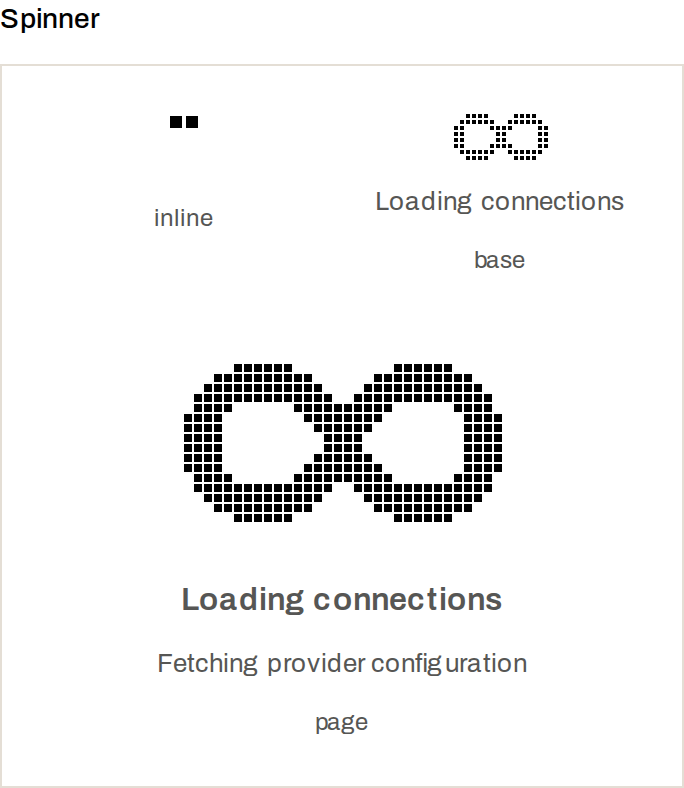 Spinner
inline
Loading connections
base
Loading connections
Fetching provider configuration
page